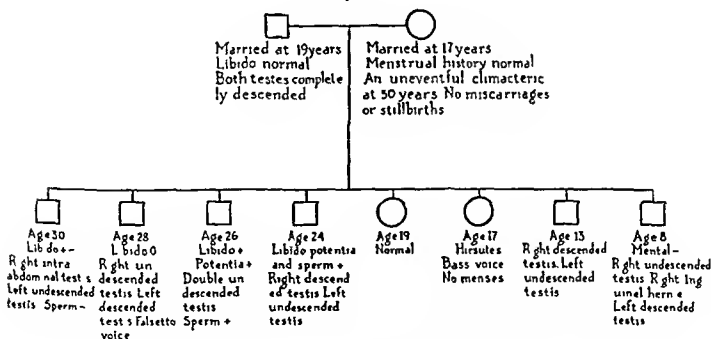 Married at 19 years
Libido normal
Both testes complete
ly descended
Married at 17 years
Menstrual history normal
An uneventful climacteric
at 50 years No miscarriages
or stillbirths
Age 30
Lib do + -
R ght intra
abdom nal test s
Left undescended
testis Sperm -
Age 28
L bido 0
R ght un
descended
testis Left
descended
test s Falsetto
voice
Age 26
Libido +
Potentia +
Double un
descended
testis
Sperm +
Age 24
Libido potentia
and sperm +
Right descend
ed testis Left
undescended
testis
Age 19
Normal
Age 17
Hirsutes
Bass voice
No menses
Age 13
R ght descended
testis. Left
undescended
testis
Age 8
Mental -
R ght undescended
testis R ght Ing
uinal hern e
Left descended
testis